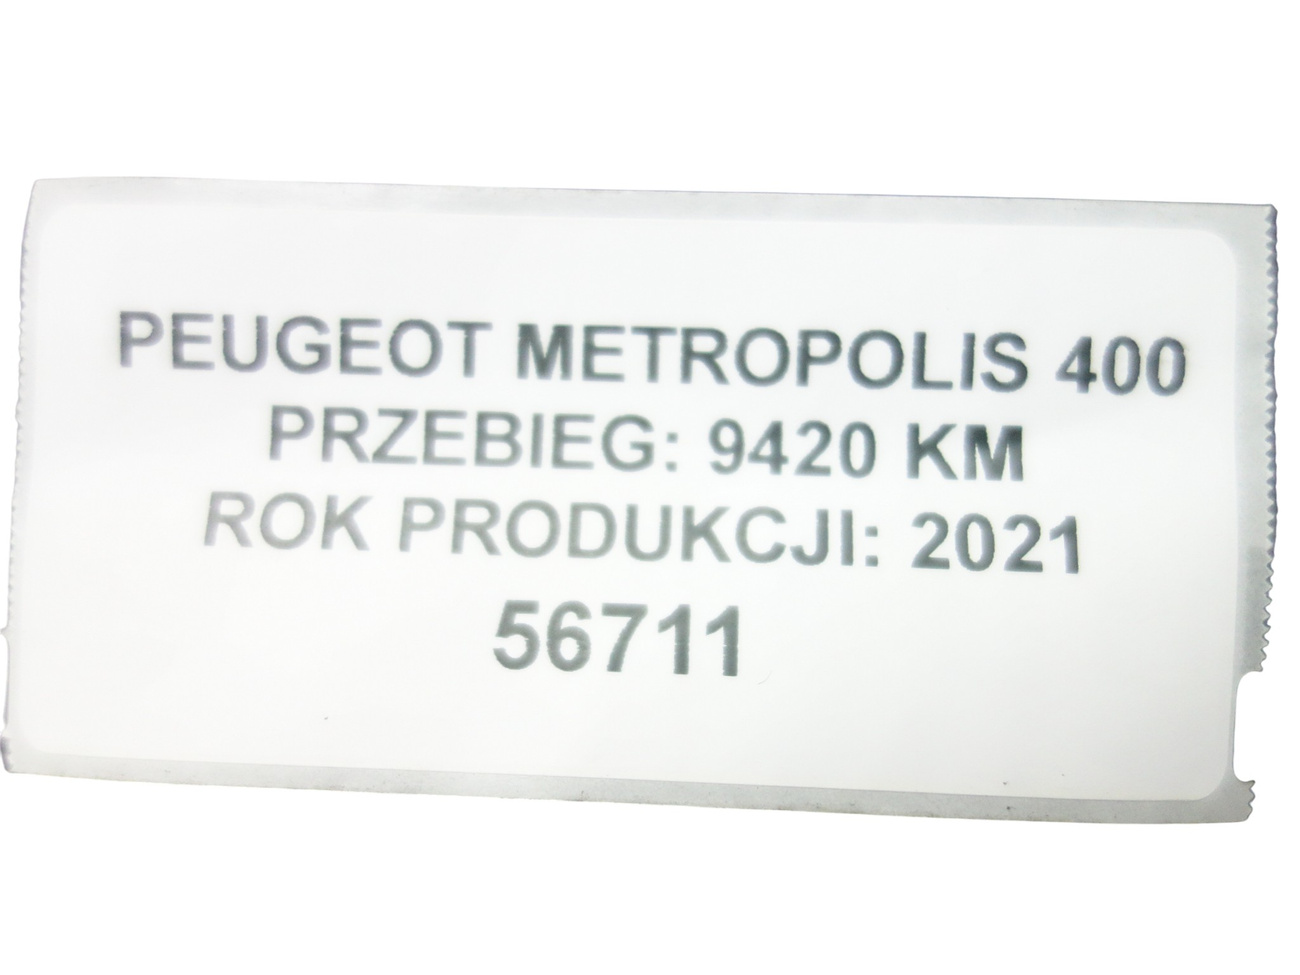 PEUGEOT METROPOLIS 400
PRZEBIEG: 9420 KM
ROK PRODUKCJI: 2021
56711